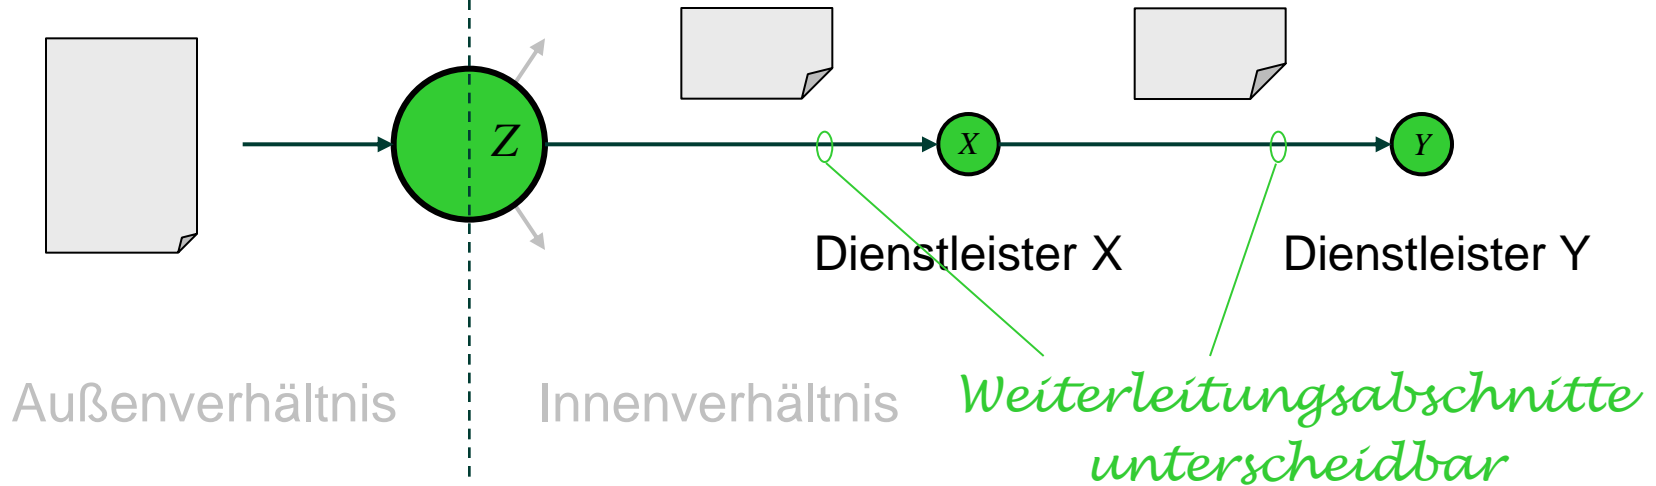 Z
X
Y
Dienstleister X
Dienstleister Y
Außenverhältnis
Innenverhältnis
Weiterleitungsabschnitte
unterscheidbar